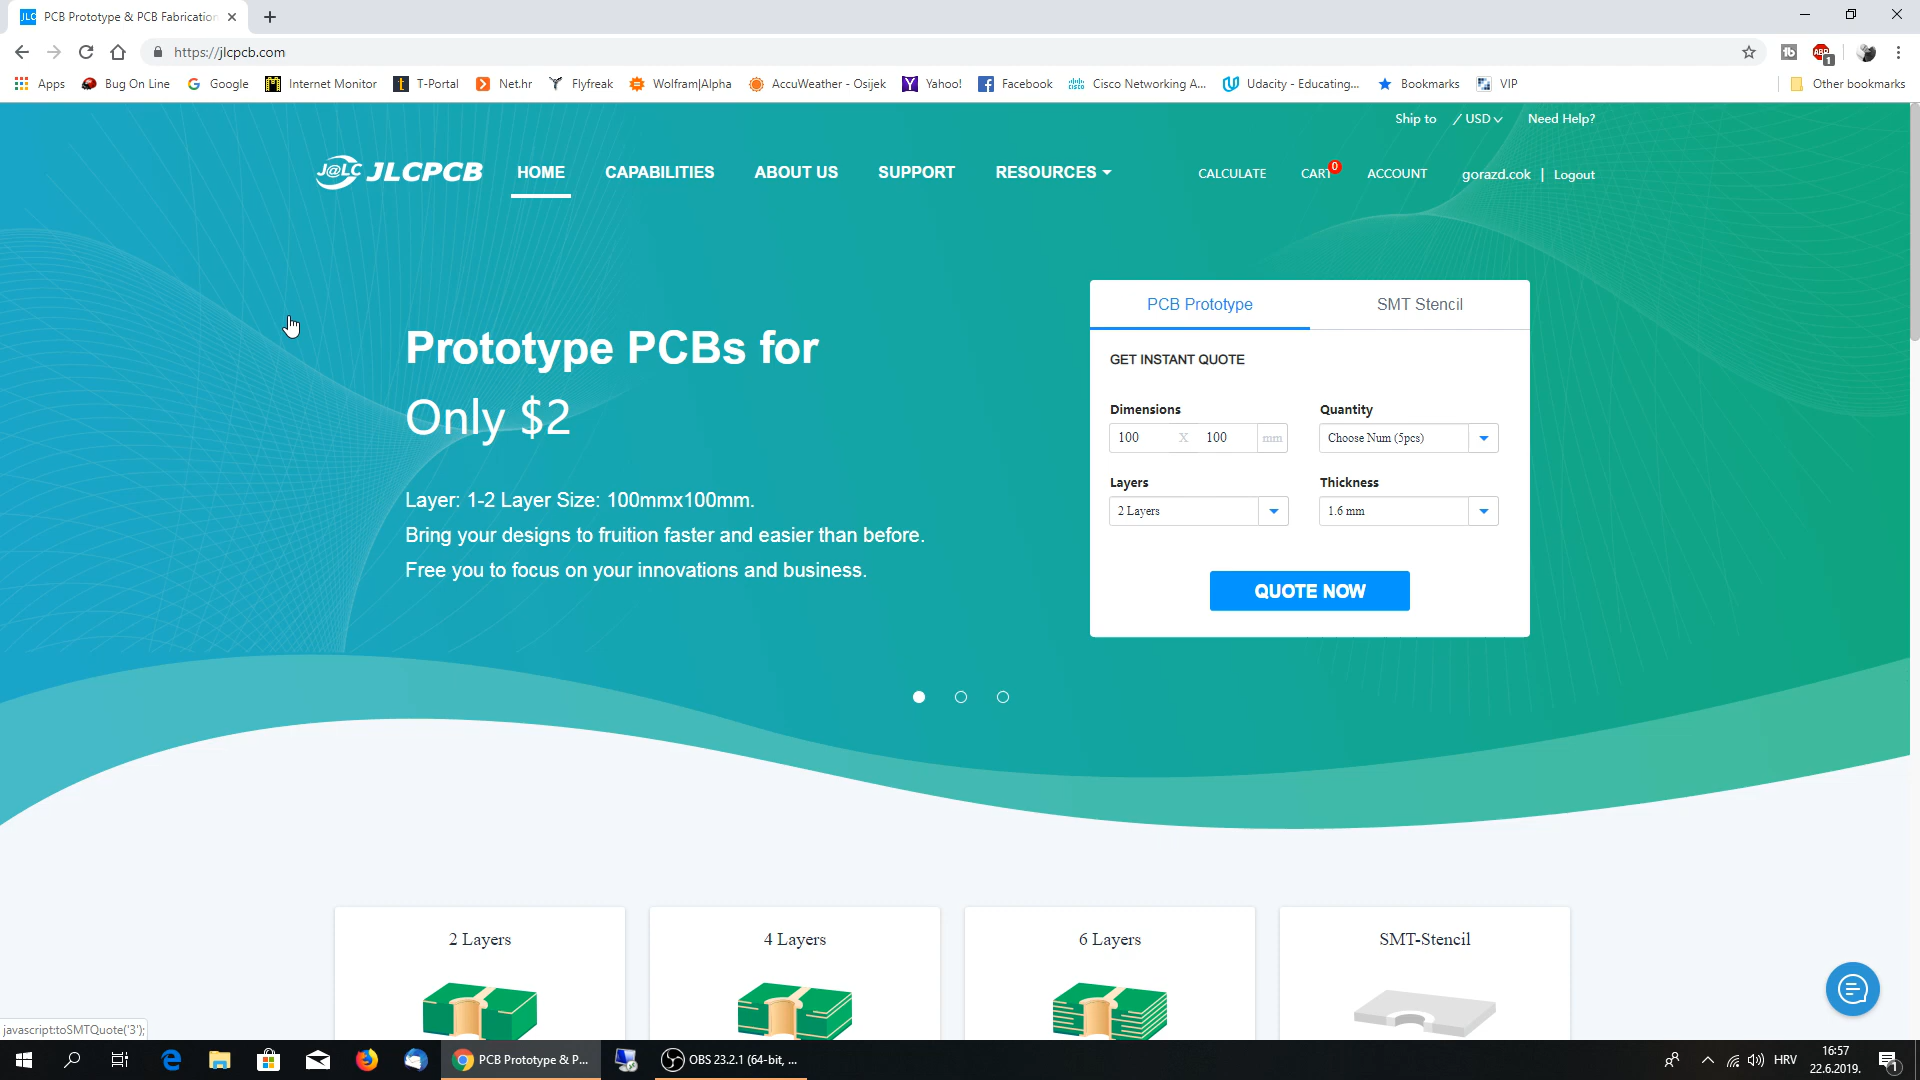 JLC PCB Prototype & PCB Fabrication
https://jlcpcb.com
ABP 1
Apps Bug On Line Google Internet Monitor T-Portal Net.hr Flyfreak Wolfram|Alpha AccuWeather - Osijek Yahoo! Facebook Cisco Networking A... Udacity - Educating... Bookmarks VIP Other bookmarks
Ship to / USD Need Help?
J@LC JLCPCB HOME CAPABILITIES ABOUT US SUPPORT RESOURCES CALCULATE CART 0 ACCOUNT gorazd.cok | Logout
Prototype PCBs for
Only $2
Layer: 1-2 Layer Size: 100mmx100mm.
Bring your designs to fruition faster and easier than before.
Free you to focus on your innovations and business.
PCB Prototype SMT Stencil
GET INSTANT QUOTE
Dimensions Quantity
100 X 100 mm Choose Num (5pcs)
Layers Thickness
2 Layers 1.6 mm
QUOTE NOW
2 Layers 4 Layers 6 Layers SMT-Stencil
javascript:toSMTQuote('3');
PCB Prototype & P... OBS 23.2.1 (64-bit, ... HRV 16:57
22.6.2019. 1